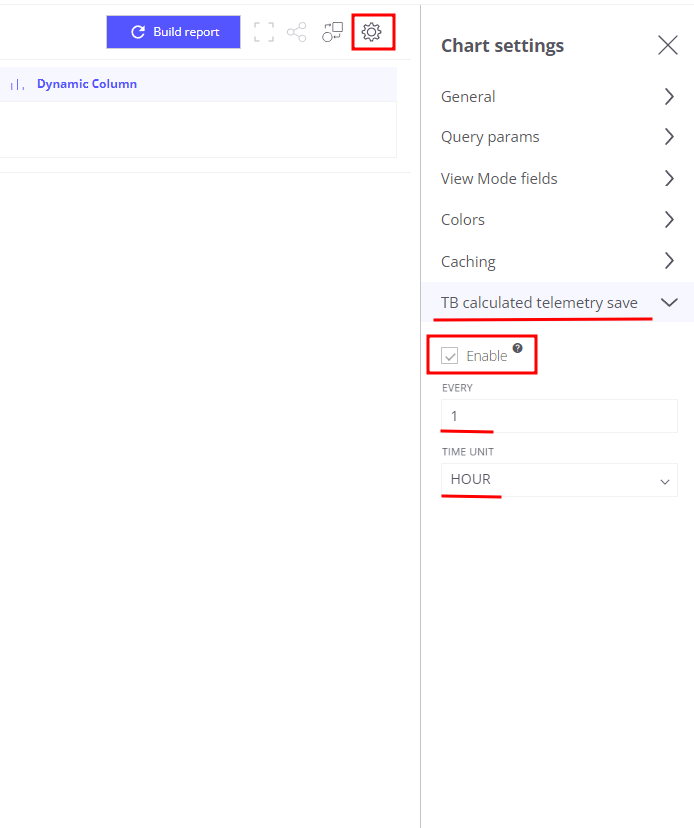 Build report
Dynamic Column
Chart settings
General
Query params
View Mode fields
Colors
Caching
TB calculated telemetry save
Enable ?
EVERY
1
TIME UNIT
HOUR